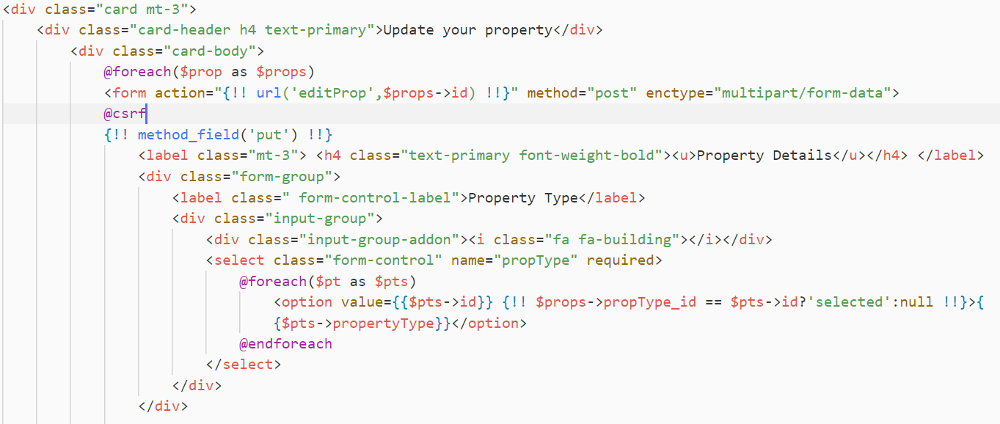 <div class="card mt-3">
    <div class="card-header h4 text-primary">Update your property</div>
        <div class="card-body">
            @foreach($prop as $props)
            <form action="{!! url('editProp',$props->id) !!}" method="post" enctype="multipart/form-data">
            @csrf
            {!! method_field('put') !!}
                <label class="mt-3"> <h4 class="text-primary font-weight-bold"><u>Property Details</u></h4> </label>
                <div class="form-group">
                    <label class=" form-control-label">Property Type</label>
                    <div class="input-group">
                        <div class="input-group-addon"><i class="fa fa-building"></i></div>
                        <select class="form-control" name="propType" required>
                            @foreach($pt as $pts)
                                <option value={{$pts->id}} {!! $props->propType_id == $pts->id?'selected':null !!}>{
                                {$pts->propertyType}}</option>
                            @endforeach
                        </select>
                    </div>
                </div>